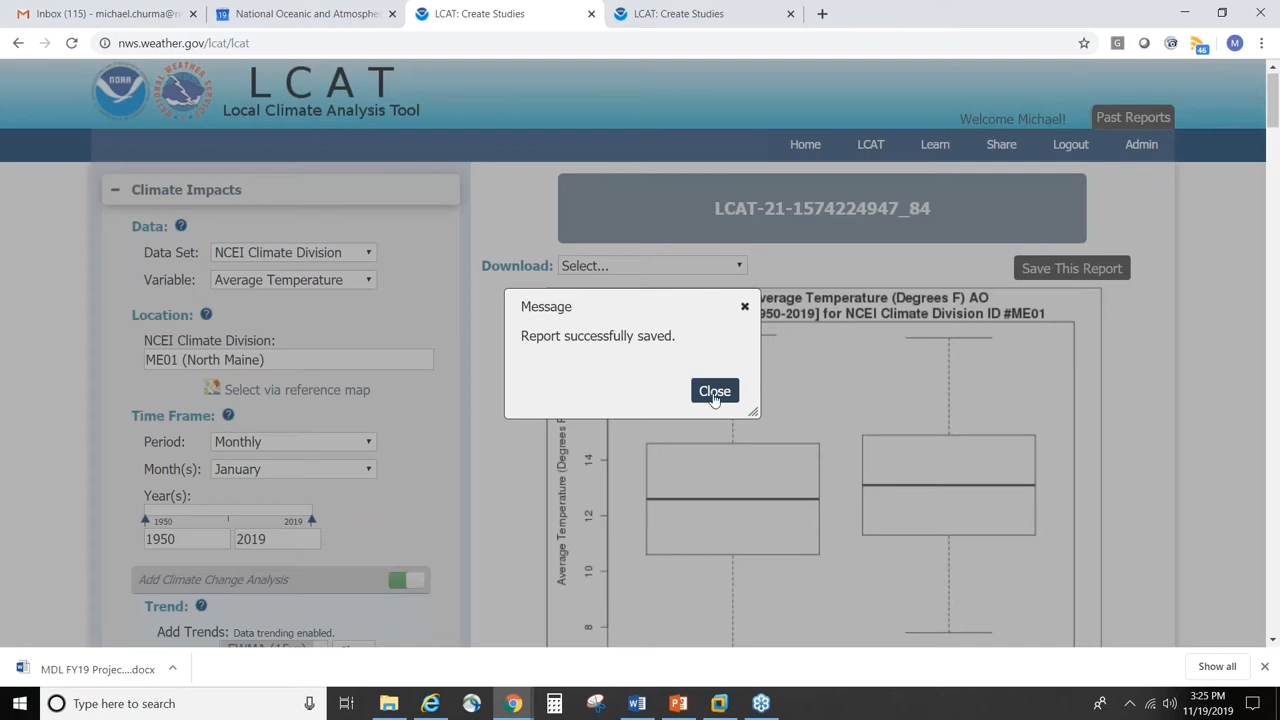 Inbox (115) - michael.churma@n
National Oceanic and Atmosphe
LCAT: Create Studies
LCAT: Create Studies
nws.weather.gov/lcat/lcat
G
46
M
NOAA
LCAT
Local Climate Analysis Tool
Welcome Michael!
Past Reports
Home
LCAT
Learn
Share
Logout
Admin
Climate Impacts
LCAT-21-1574224947_84
Data:
Data Set: NCEI Climate Division
Variable: Average Temperature
Download: Select...
Save This Report
Message
Report successfully saved.
Close
verage Temperature (Degrees F) AO
1950-2019] for NCEI Climate Division ID #ME01
Location:
NCEI Climate Division:
ME01 (North Maine)
Select via reference map
Time Frame:
Period: Monthly
Month(s): January
Year(s):
1950 2019
1950 2019
Average Temperature (Degrees F
14
12
10
8
Add Climate Change Analysis
Trend:
Add Trends: Data trending enabled.
MDL FY19 Projec....docx
Show all
Type here to search
3:25 PM
11/19/2019